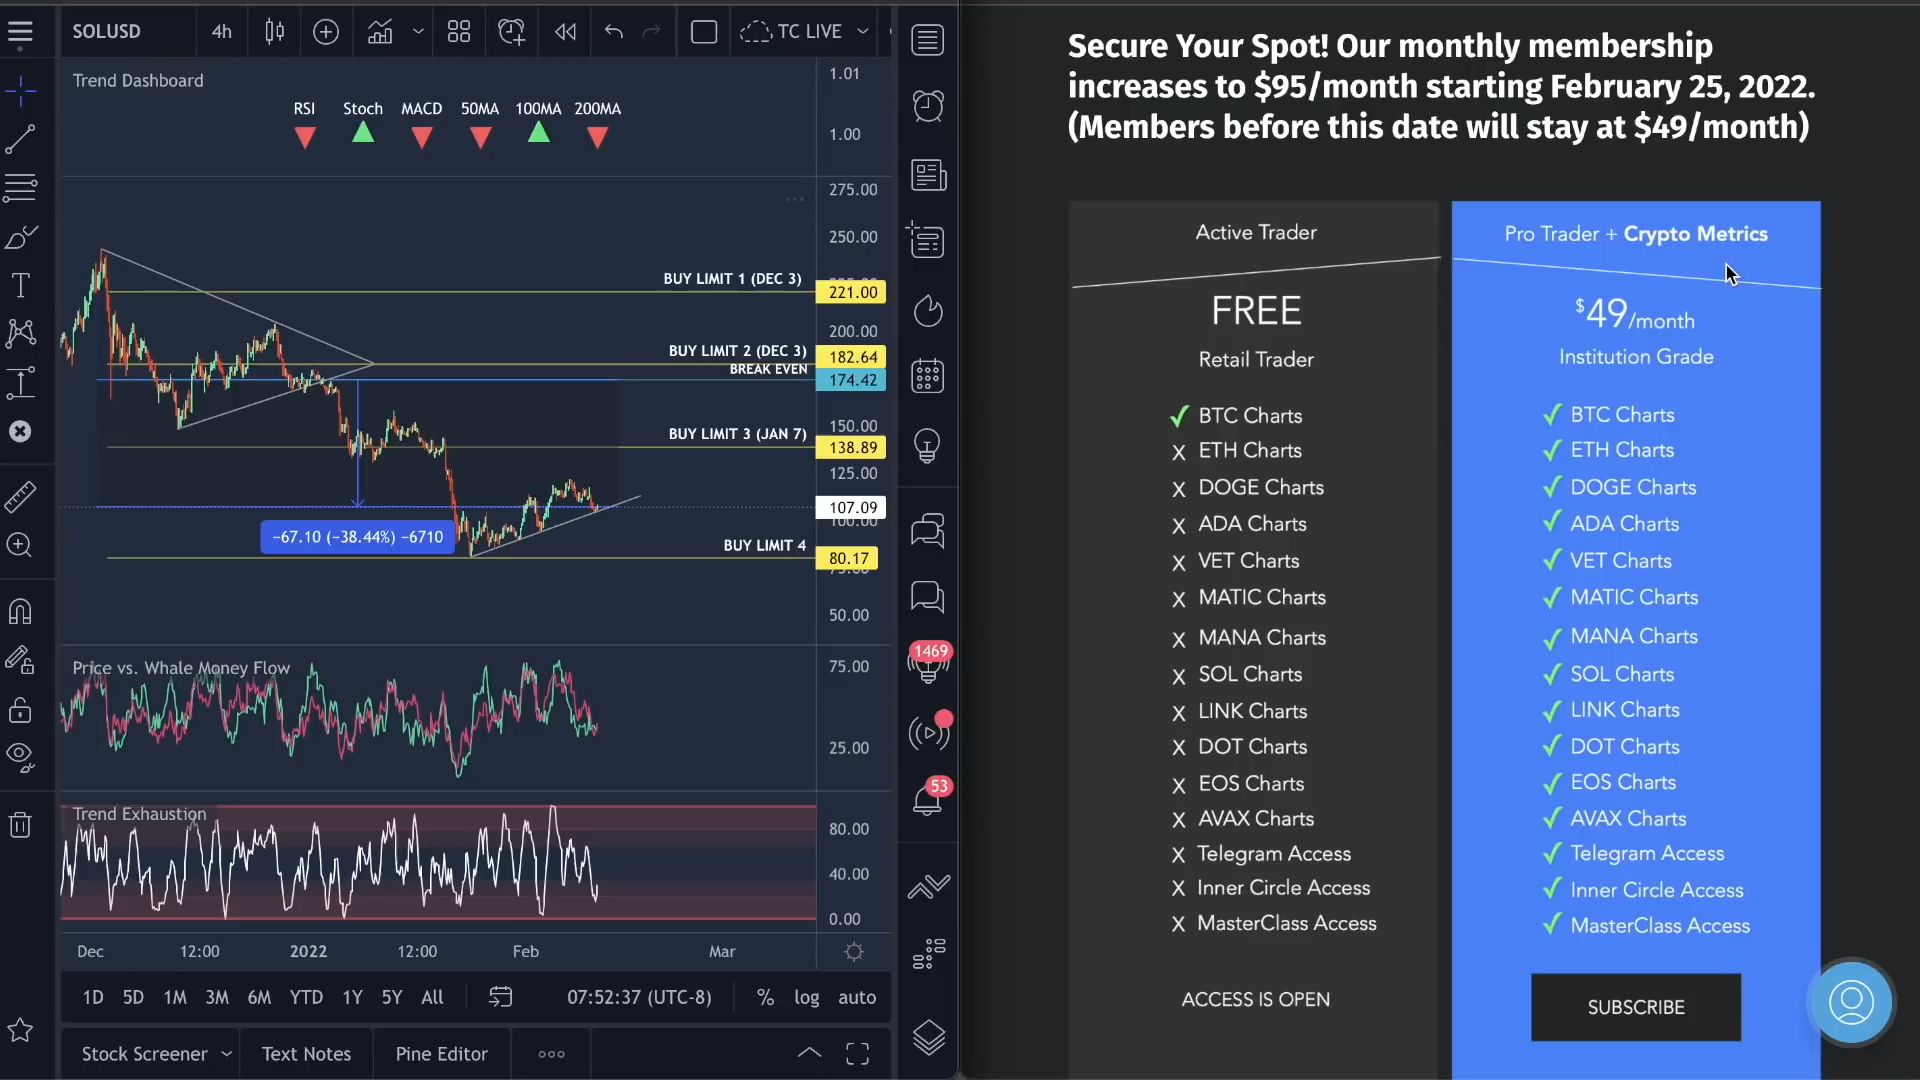 SOLUSD
4h
TC LIVE
Trend Dashboard
RSI Stoch MACD 50MA 100MA 200MA
1.01
1.00
275.00
250.00
BUY LIMIT 1 (DEC 3)
221.00
200.00
BUY LIMIT 2 (DEC 3)
182.64
BREAK EVEN
174.42
150.00
BUY LIMIT 3 (JAN 7)
138.89
125.00
107.09
100.00
−67.10 (−38.44%) −6710
BUY LIMIT 4
80.17
75.00
50.00
Price vs. Whale Money Flow
75.00
25.00
Trend Exhaustion
80.00
40.00
0.00
Dec 12:00 2022 12:00 Feb Mar
1D 5D 1M 3M 6M YTD 1Y 5Y All 07:52:37 (UTC-8) % log auto
Stock Screener Text Notes Pine Editor
1469
53
Secure Your Spot! Our monthly membership
increases to $95/month starting February 25, 2022.
(Members before this date will stay at $49/month)
Active Trader
FREE
Retail Trader
BTC Charts
X ETH Charts
X DOGE Charts
X ADA Charts
X VET Charts
X MATIC Charts
X MANA Charts
X SOL Charts
X LINK Charts
X DOT Charts
X EOS Charts
X AVAX Charts
X Telegram Access
X Inner Circle Access
X MasterClass Access
ACCESS IS OPEN
Pro Trader + Crypto Metrics
$49/month
Institution Grade
BTC Charts
ETH Charts
DOGE Charts
ADA Charts
VET Charts
MATIC Charts
MANA Charts
SOL Charts
LINK Charts
DOT Charts
EOS Charts
AVAX Charts
Telegram Access
Inner Circle Access
MasterClass Access
SUBSCRIBE